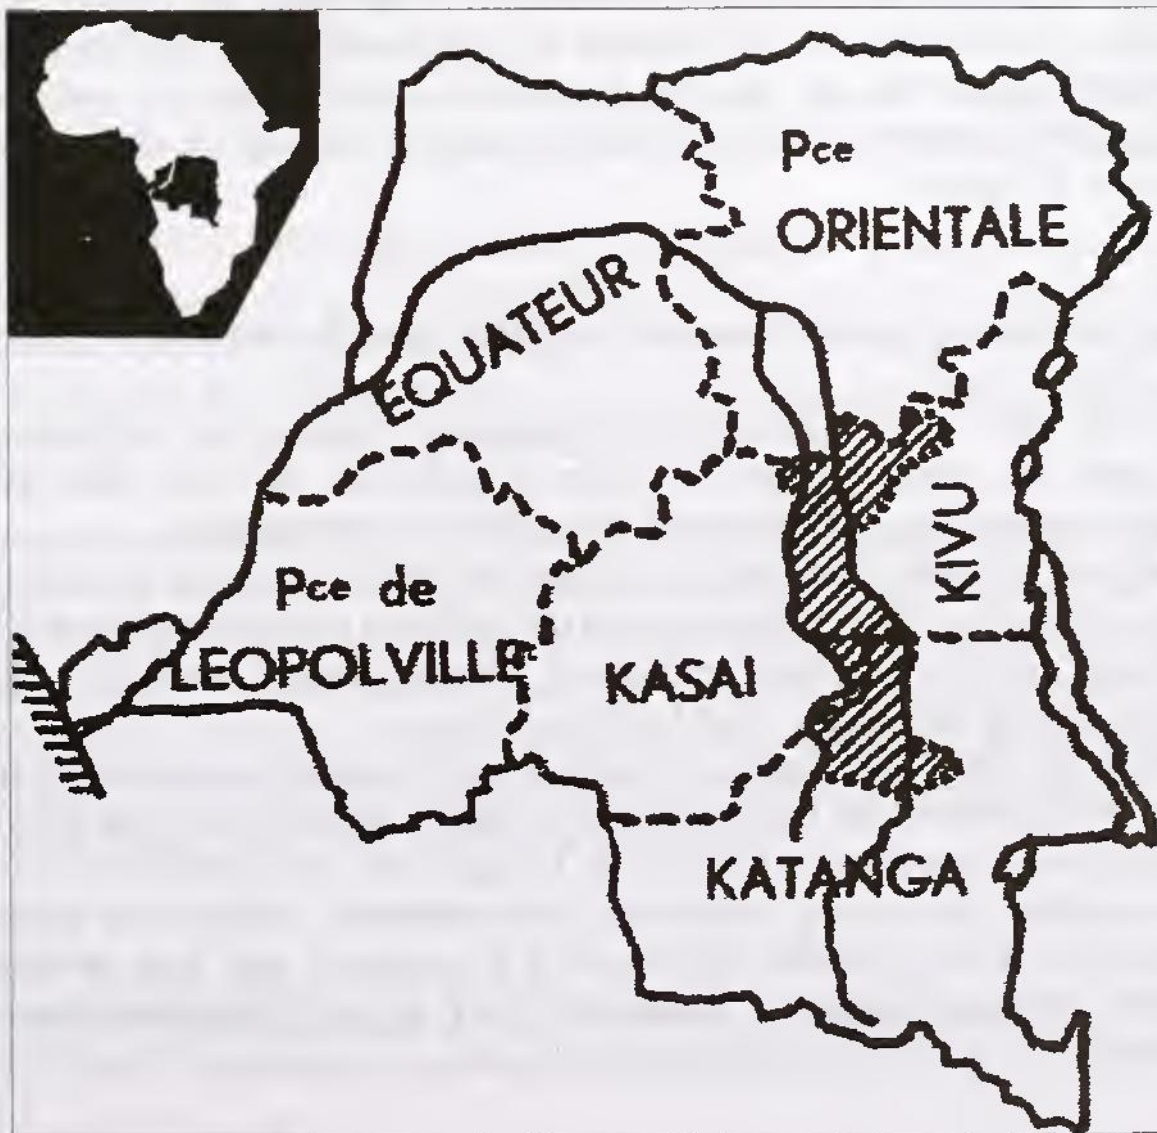 Pce
ORIENTALE
EQUATEUR
KIVU
Pce de
LEOPOLVILLE
KASAI
KATANGA